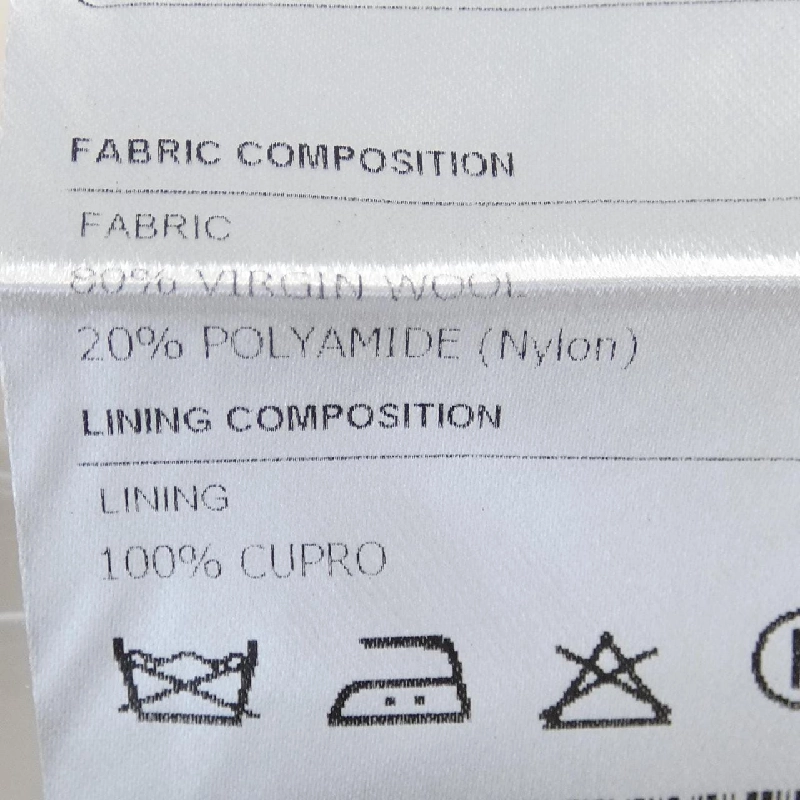 FABRIC COMPOSITION
FABRIC
80% VIRGIN WOOL
20% POLYAMIDE (Nylon)
LINING COMPOSITION
LINING
100% CUPRO